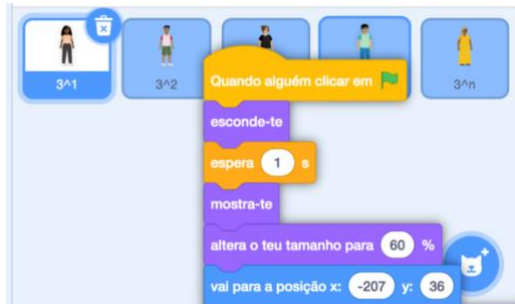 3^1
3^2
3^n
Quando alguém clicar em
esconde-te
espera 1 s
mostra-te
altera o teu tamanho para 60 %
vai para a posição x: -207 y: 36